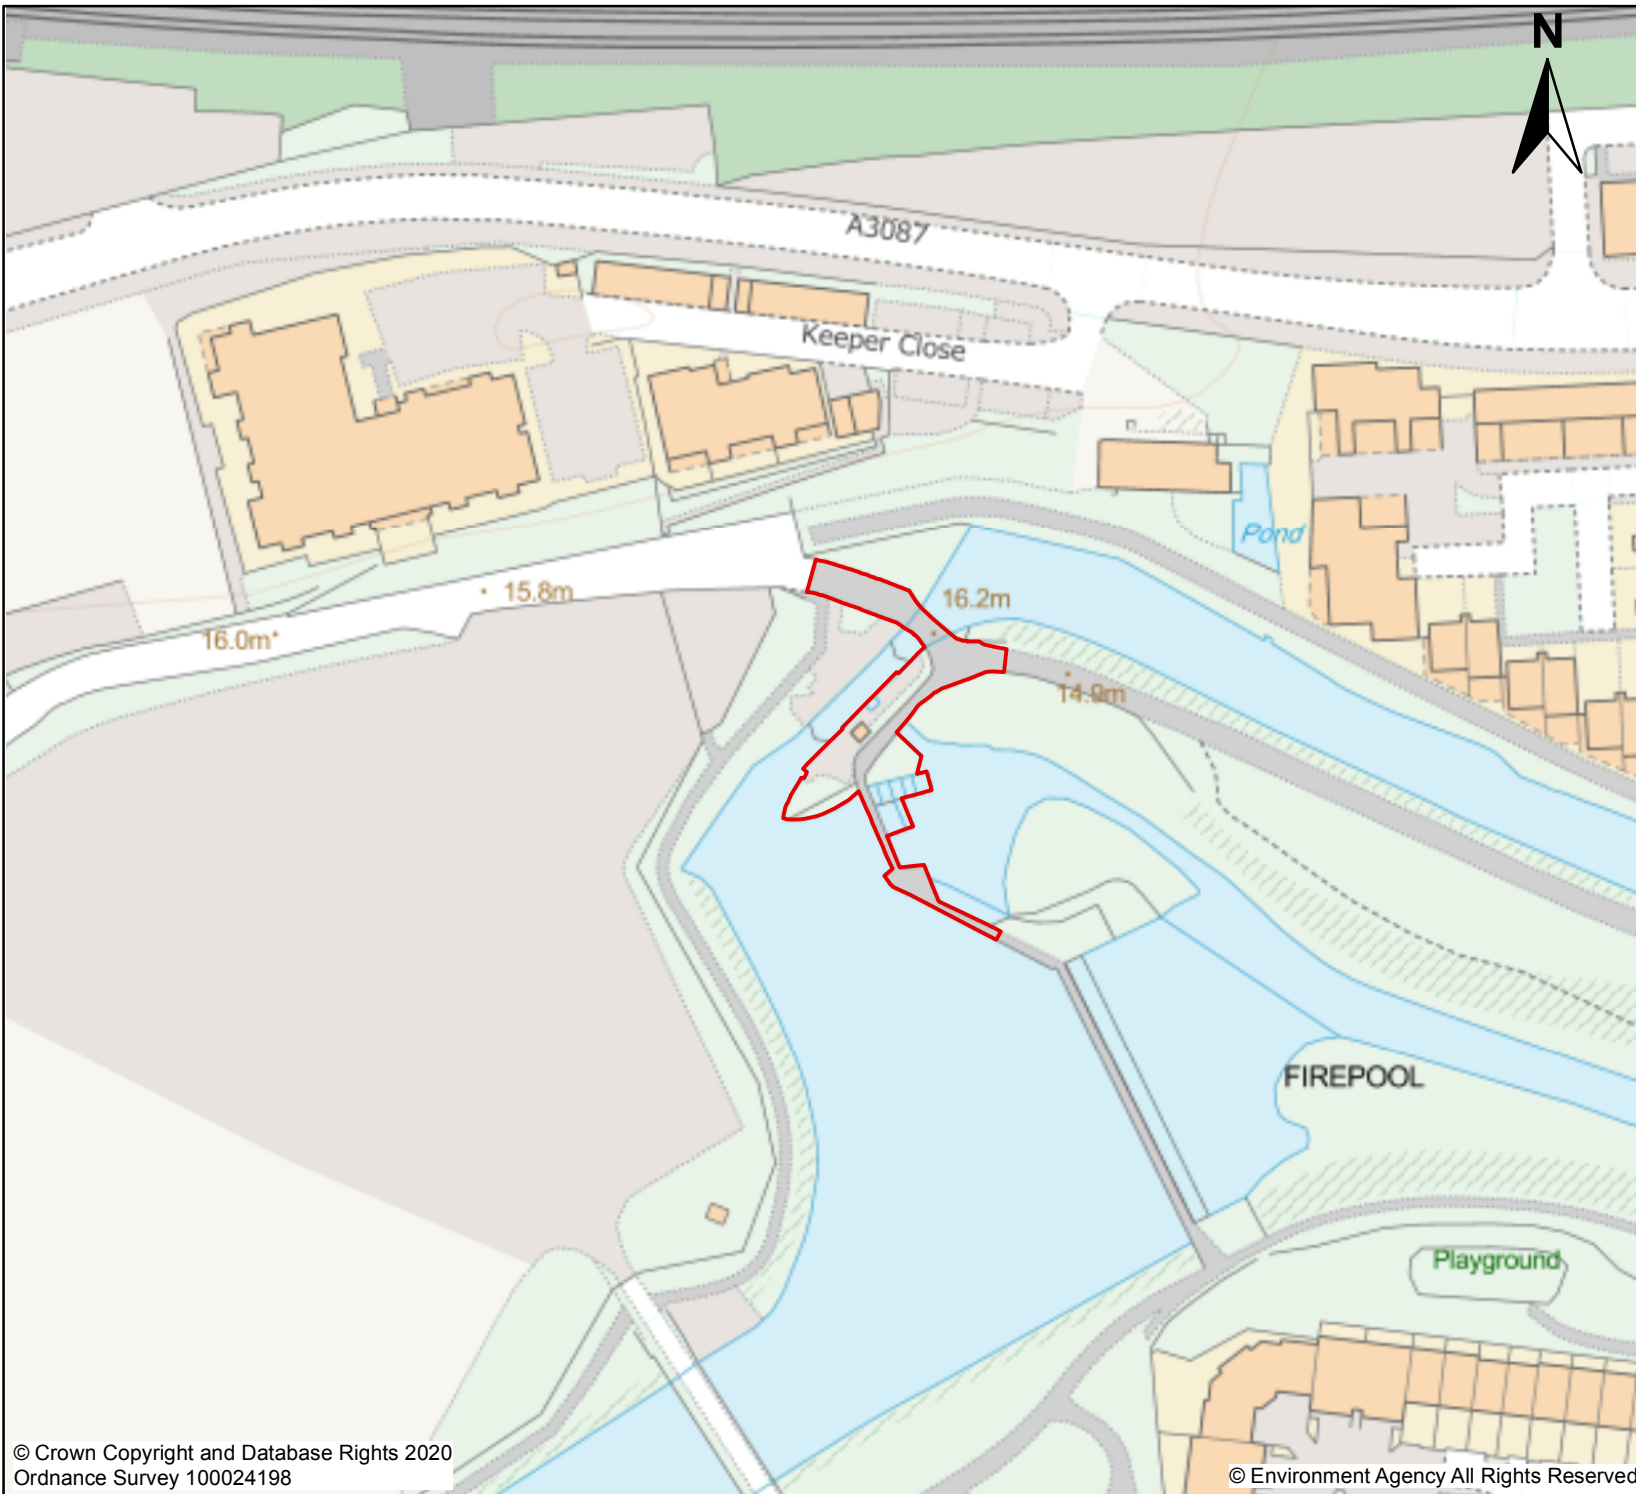 N
A3087
Keeper Close
Pond
15.8m
16.2m
16.0m
14.9m
FIREPOOL
Playground
© Crown Copyright and Database Rights 2020
Ordnance Survey 100024198
© Environment Agency All Rights Reserved